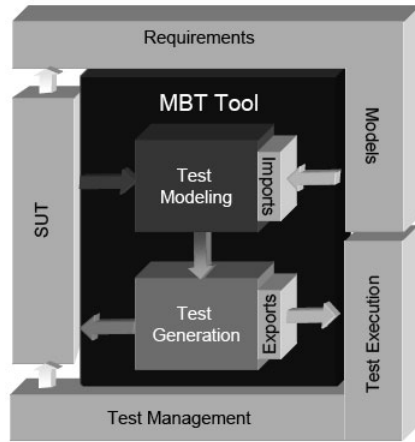 Requirements
MBT Tool
Models
Test
Modeling
Imports
SUT
Test
Generation
Exports
Test Execution
Test Management